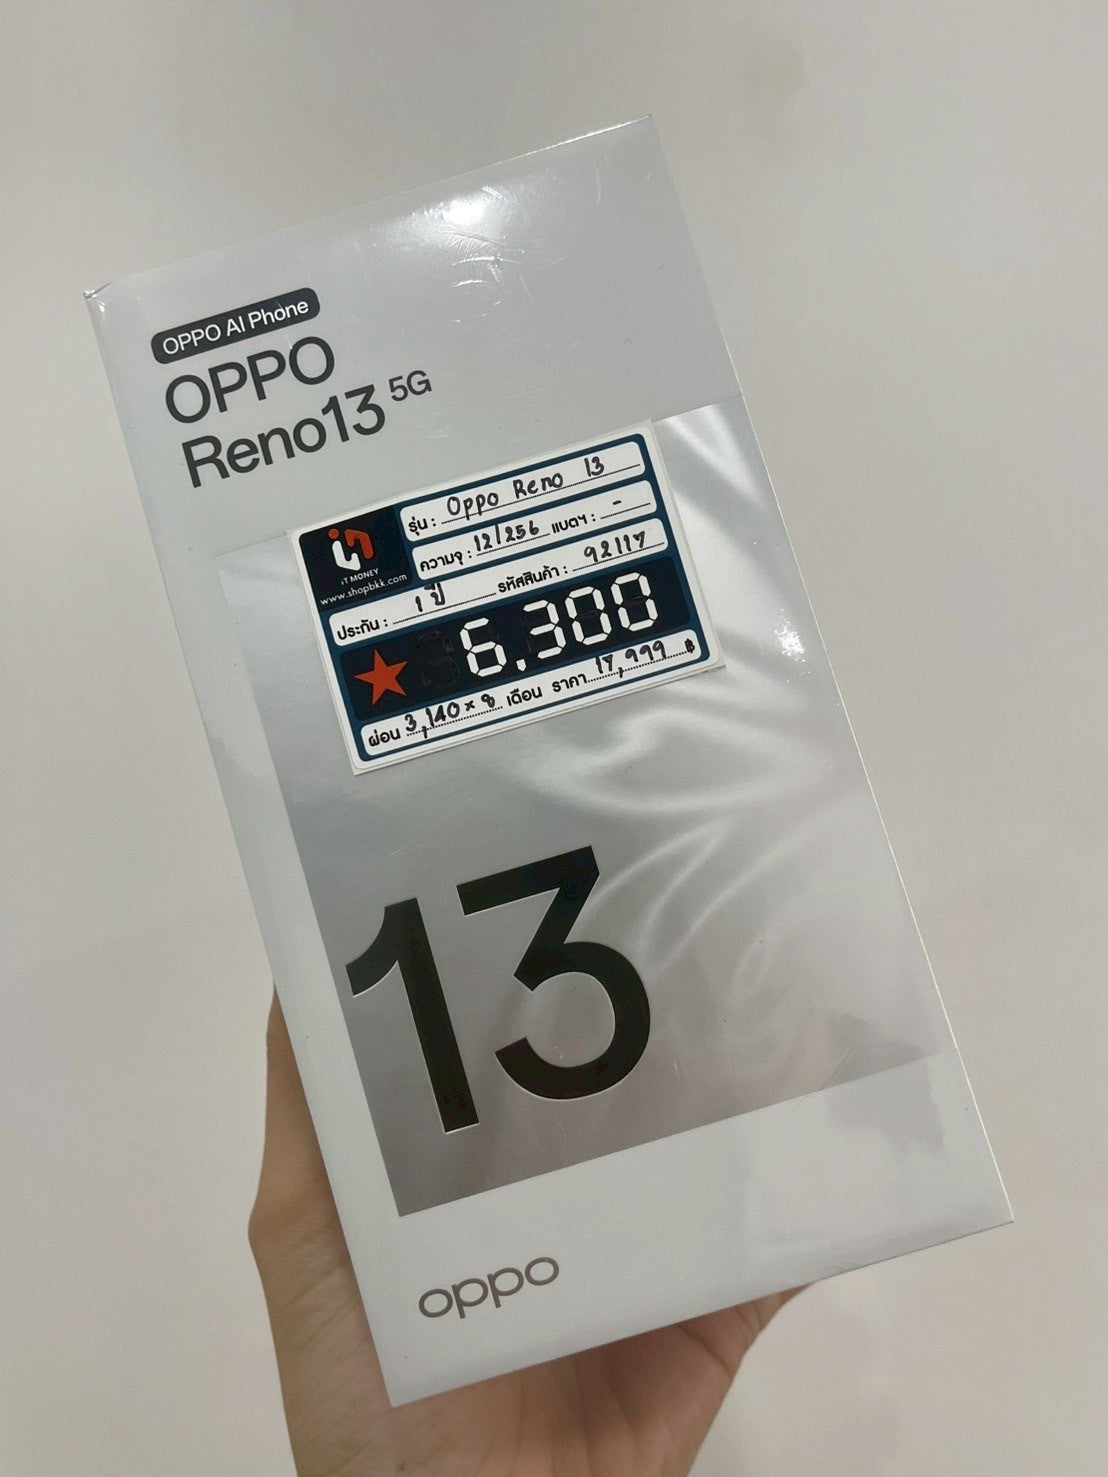 OPPO AI Phone
OPPO
Reno13 5G
iT MONEY
www.shopbkk.com
รุ่น : Oppo Reno 13
ความจุ : 12/256 แบตฯ : -
ประกัน : 1 ปี รหัสสินค้า : 92117
6,300
ผ่อน 3,140 × 8 เดือน ราคา 17,999 ฿
13
oppo